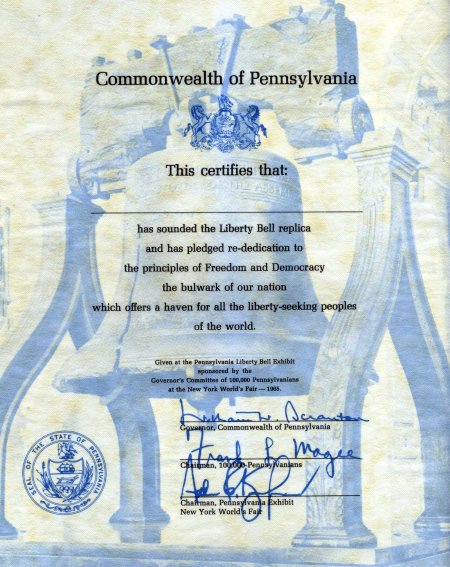 Commonwealth of Pennsylvania
This certifies that:
has sounded the Liberty Bell replica
and has pledged re-dedication to
the principles of Freedom and Democracy
the bulwark of our nation
which offers a haven for all the liberty-seeking peoples
of the world.
Given at the Pennsylvania Liberty Bell Exhibit
sponsored by the
Governor's Committee of 100,000 Pennsylvanians
at the New York World's Fair — 1965.
William W. Scranton
Governor, Commonwealth of Pennsylvania
Frank L. Magee
Chairman, 100,000 Pennsylvanians
Chairman, Pennsylvania Exhibit
New York World's Fair
SEAL OF THE STATE OF PENNSYLVANIA